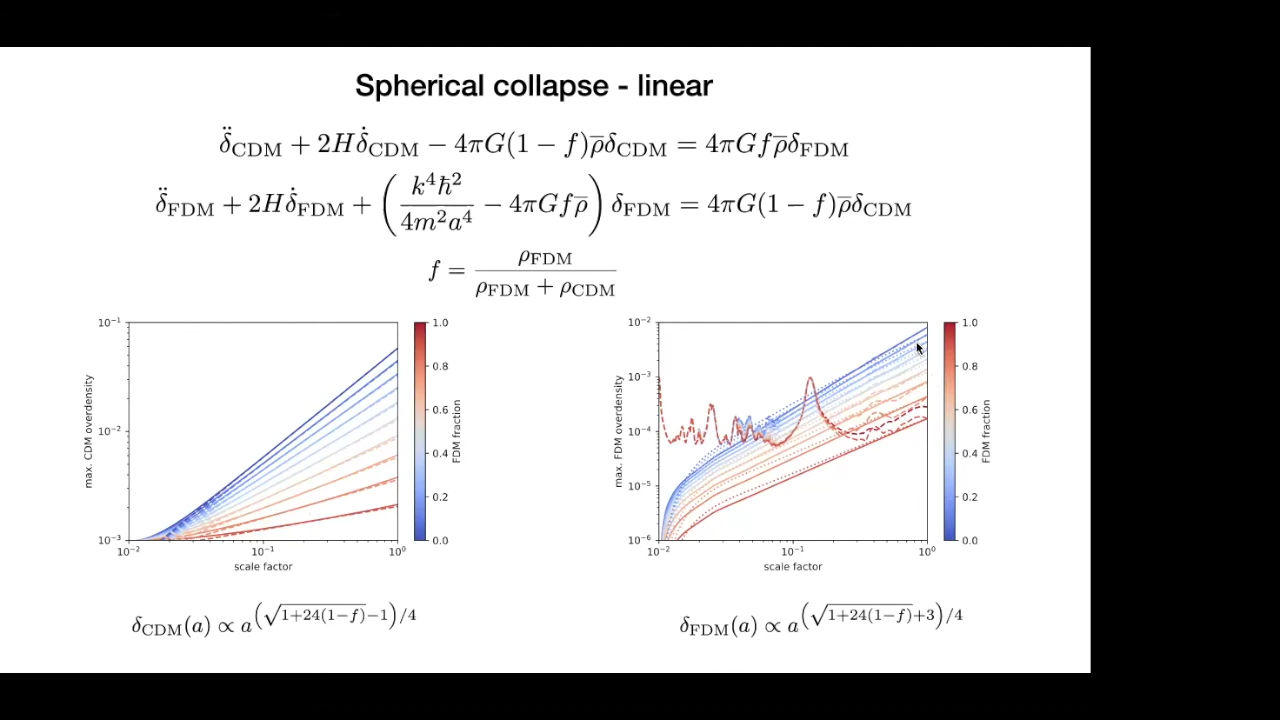 Spherical collapse - linear
δ̈_CDM + 2Hδ̇_CDM − 4πG(1 − f)ρ̅δ_CDM = 4πGfρ̅δ_FDM
δ̈_FDM + 2Hδ̇_FDM + (k⁴ħ²/4m²a⁴ − 4πGfρ̅) δ_FDM = 4πG(1 − f)ρ̅δ_CDM
f = ρ_FDM/(ρ_FDM + ρ_CDM)
max. CDM overdensity
10⁻¹
10⁻²
10⁻³
10⁻² 10⁻¹ 10⁰
scale factor
1.0
0.8
0.6
0.4
0.2
0.0
FDM fraction
max. FDM overdensity
10⁻²
10⁻³
10⁻⁴
10⁻⁵
10⁻⁶
10⁻² 10⁻¹ 10⁰
scale factor
1.0
0.8
0.6
0.4
0.2
0.0
FDM fraction
δ_CDM(a) ∝ a^(√(1+24(1−f)−1)/4
δ_FDM(a) ∝ a^(√(1+24(1−f)+3)/4